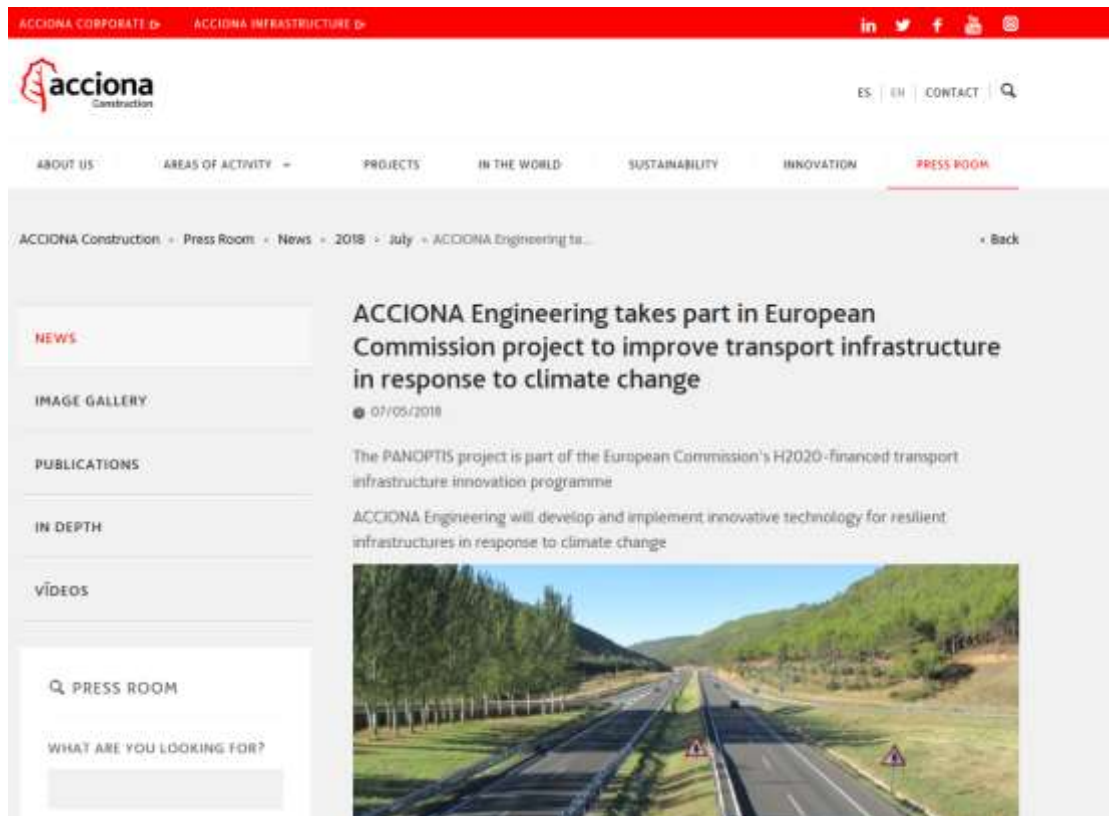 ACCIONA CORPORATE ACCIONA INFRASTRUCTURE
acciona
Construction
ES | EN | CONTACT
ABOUT US AREAS OF ACTIVITY PROJECTS IN THE WORLD SUSTAINABILITY INNOVATION PRESS ROOM
ACCIONA Construction • Press Room • News • 2018 • July • ACCIONA Engineering ta... ‹ Back
NEWS
IMAGE GALLERY
PUBLICATIONS
IN DEPTH
VÍDEOS
PRESS ROOM
WHAT ARE YOU LOOKING FOR?
ACCIONA Engineering takes part in European
Commission project to improve transport infrastructure
in response to climate change
07/05/2018
The PANOPTIS project is part of the European Commission's H2020-financed transport
infrastructure innovation programme
ACCIONA Engineering will develop and implement innovative technology for resilient
infrastructures in response to climate change